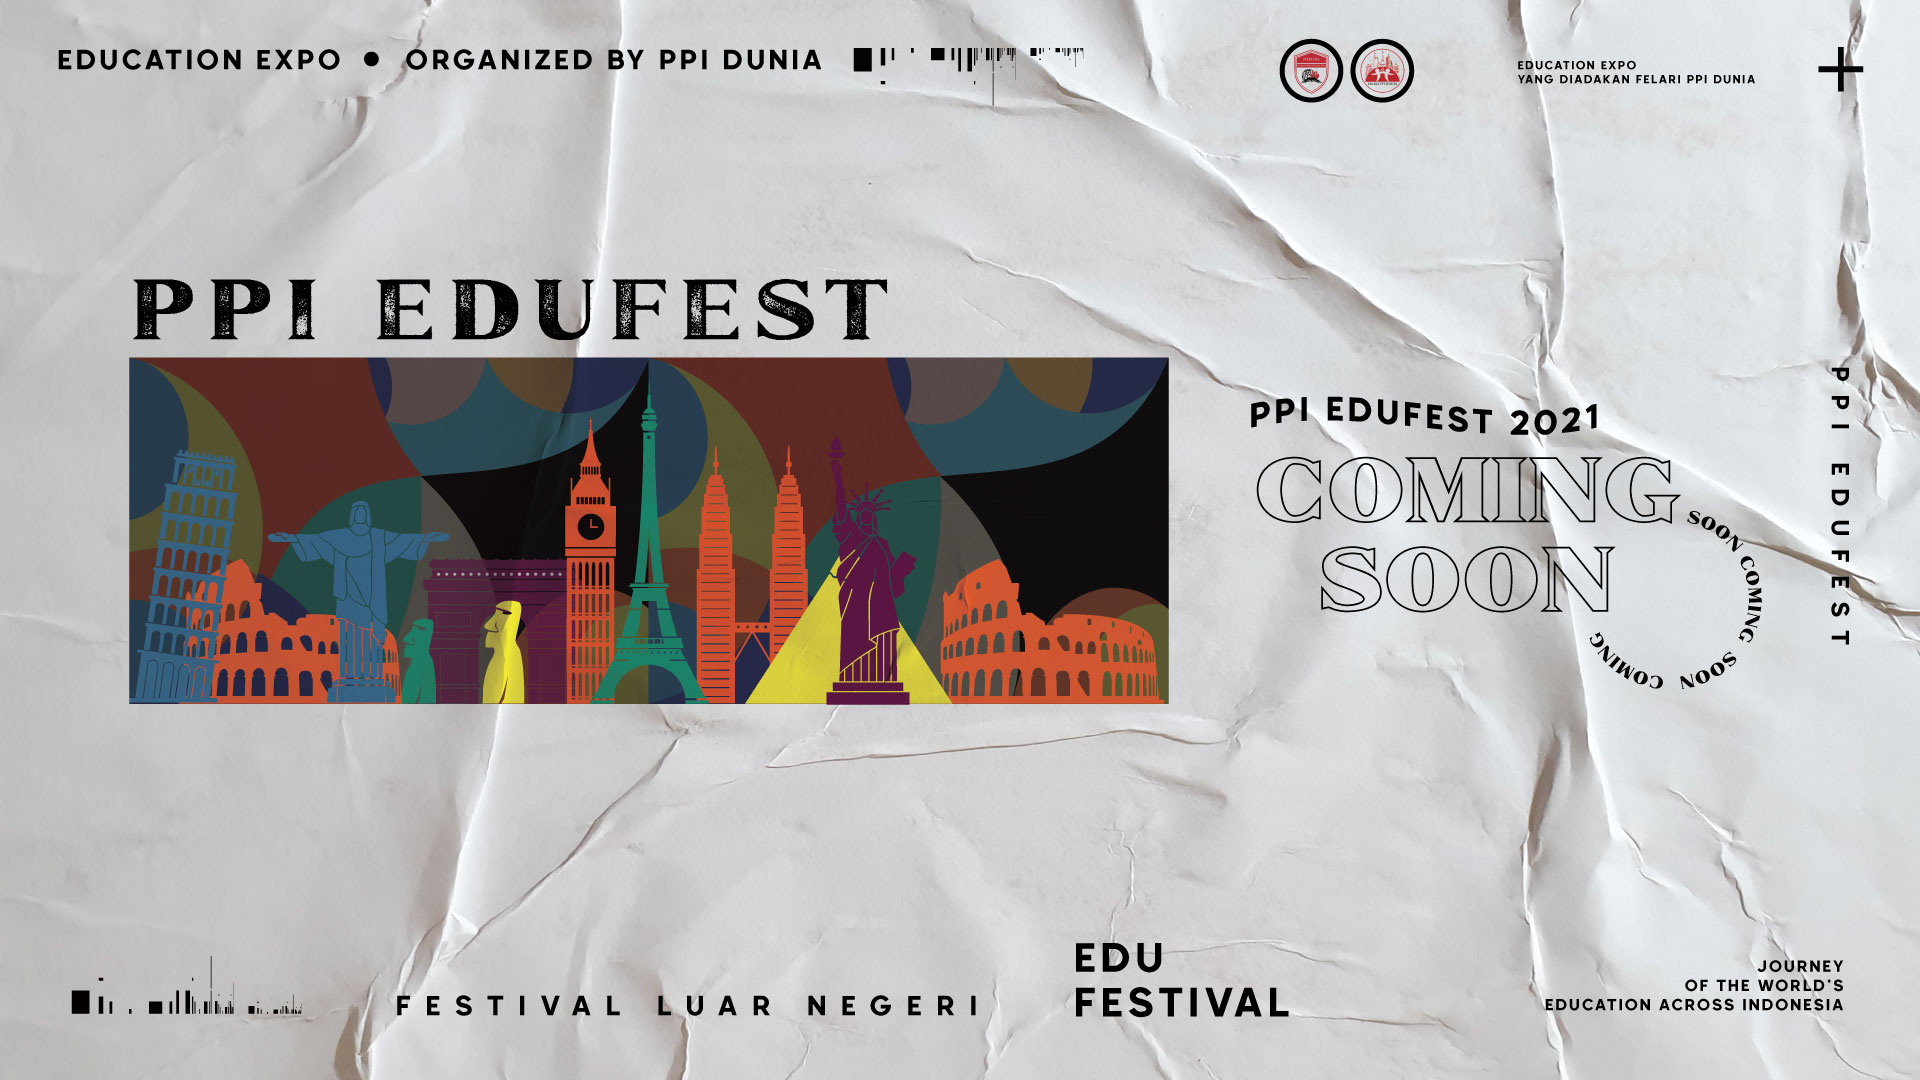 EDUCATION EXPO ● ORGANIZED BY PPI DUNIA
EDUCATION EXPO
YANG DIADAKAN FELARI PPI DUNIA
PPI EDUFEST
PPI EDUFEST 2021
COMING
SOON
SOON COMING SOON COMING
PPI EDUFEST
FESTIVAL LUAR NEGERI
EDU
FESTIVAL
JOURNEY
OF THE WORLD'S
EDUCATION ACROSS INDONESIA